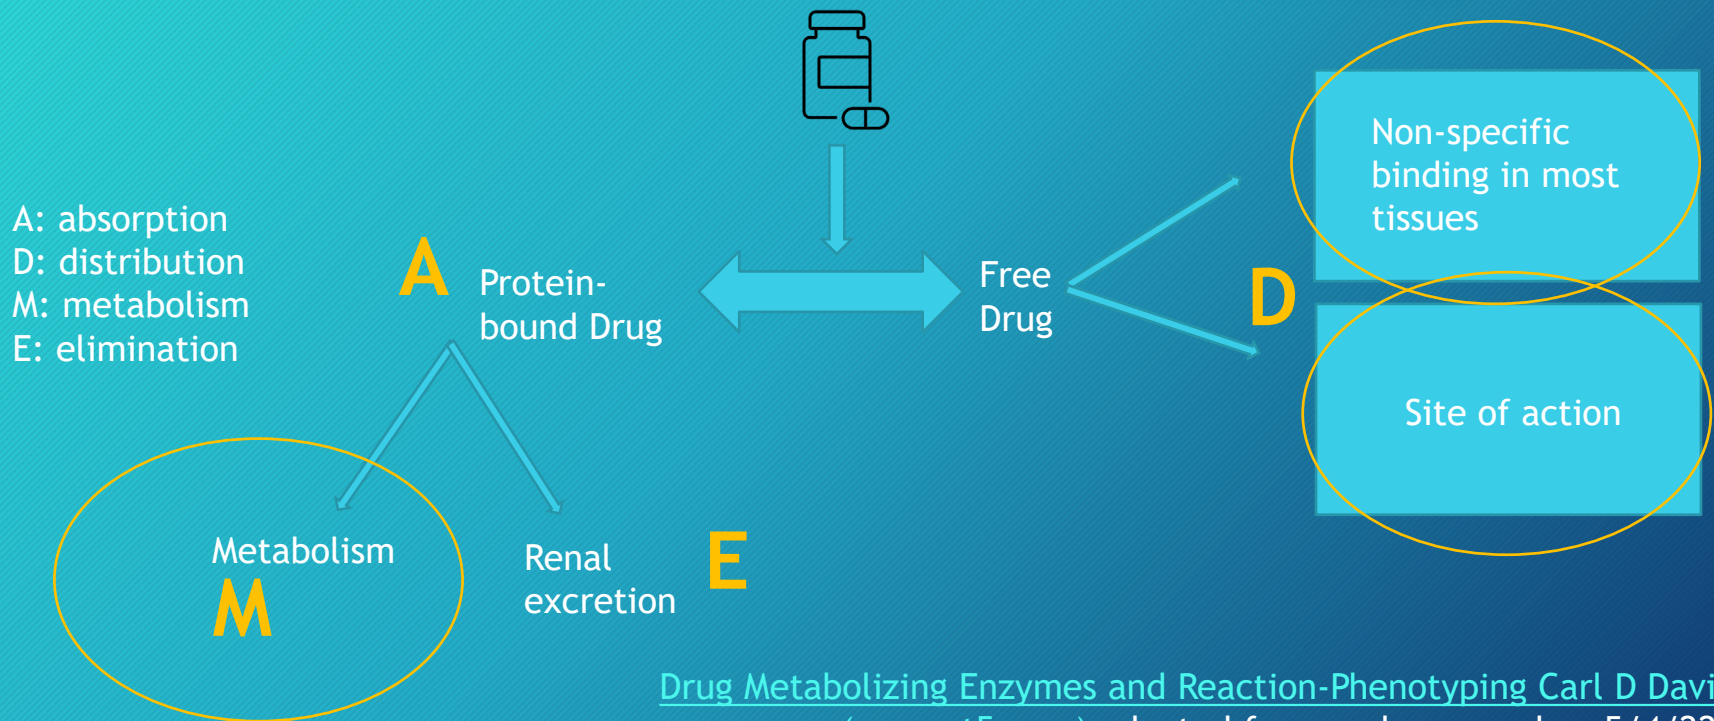 A: absorption
D: distribution
M: metabolism
E: elimination
A
Protein-
bound Drug
Free
Drug
D
Non-specific
binding in most
tissues
Site of action
Metabolism
M
Renal
excretion
E
Drug Metabolizing Enzymes and Reaction-Phenotyping Carl D Davi